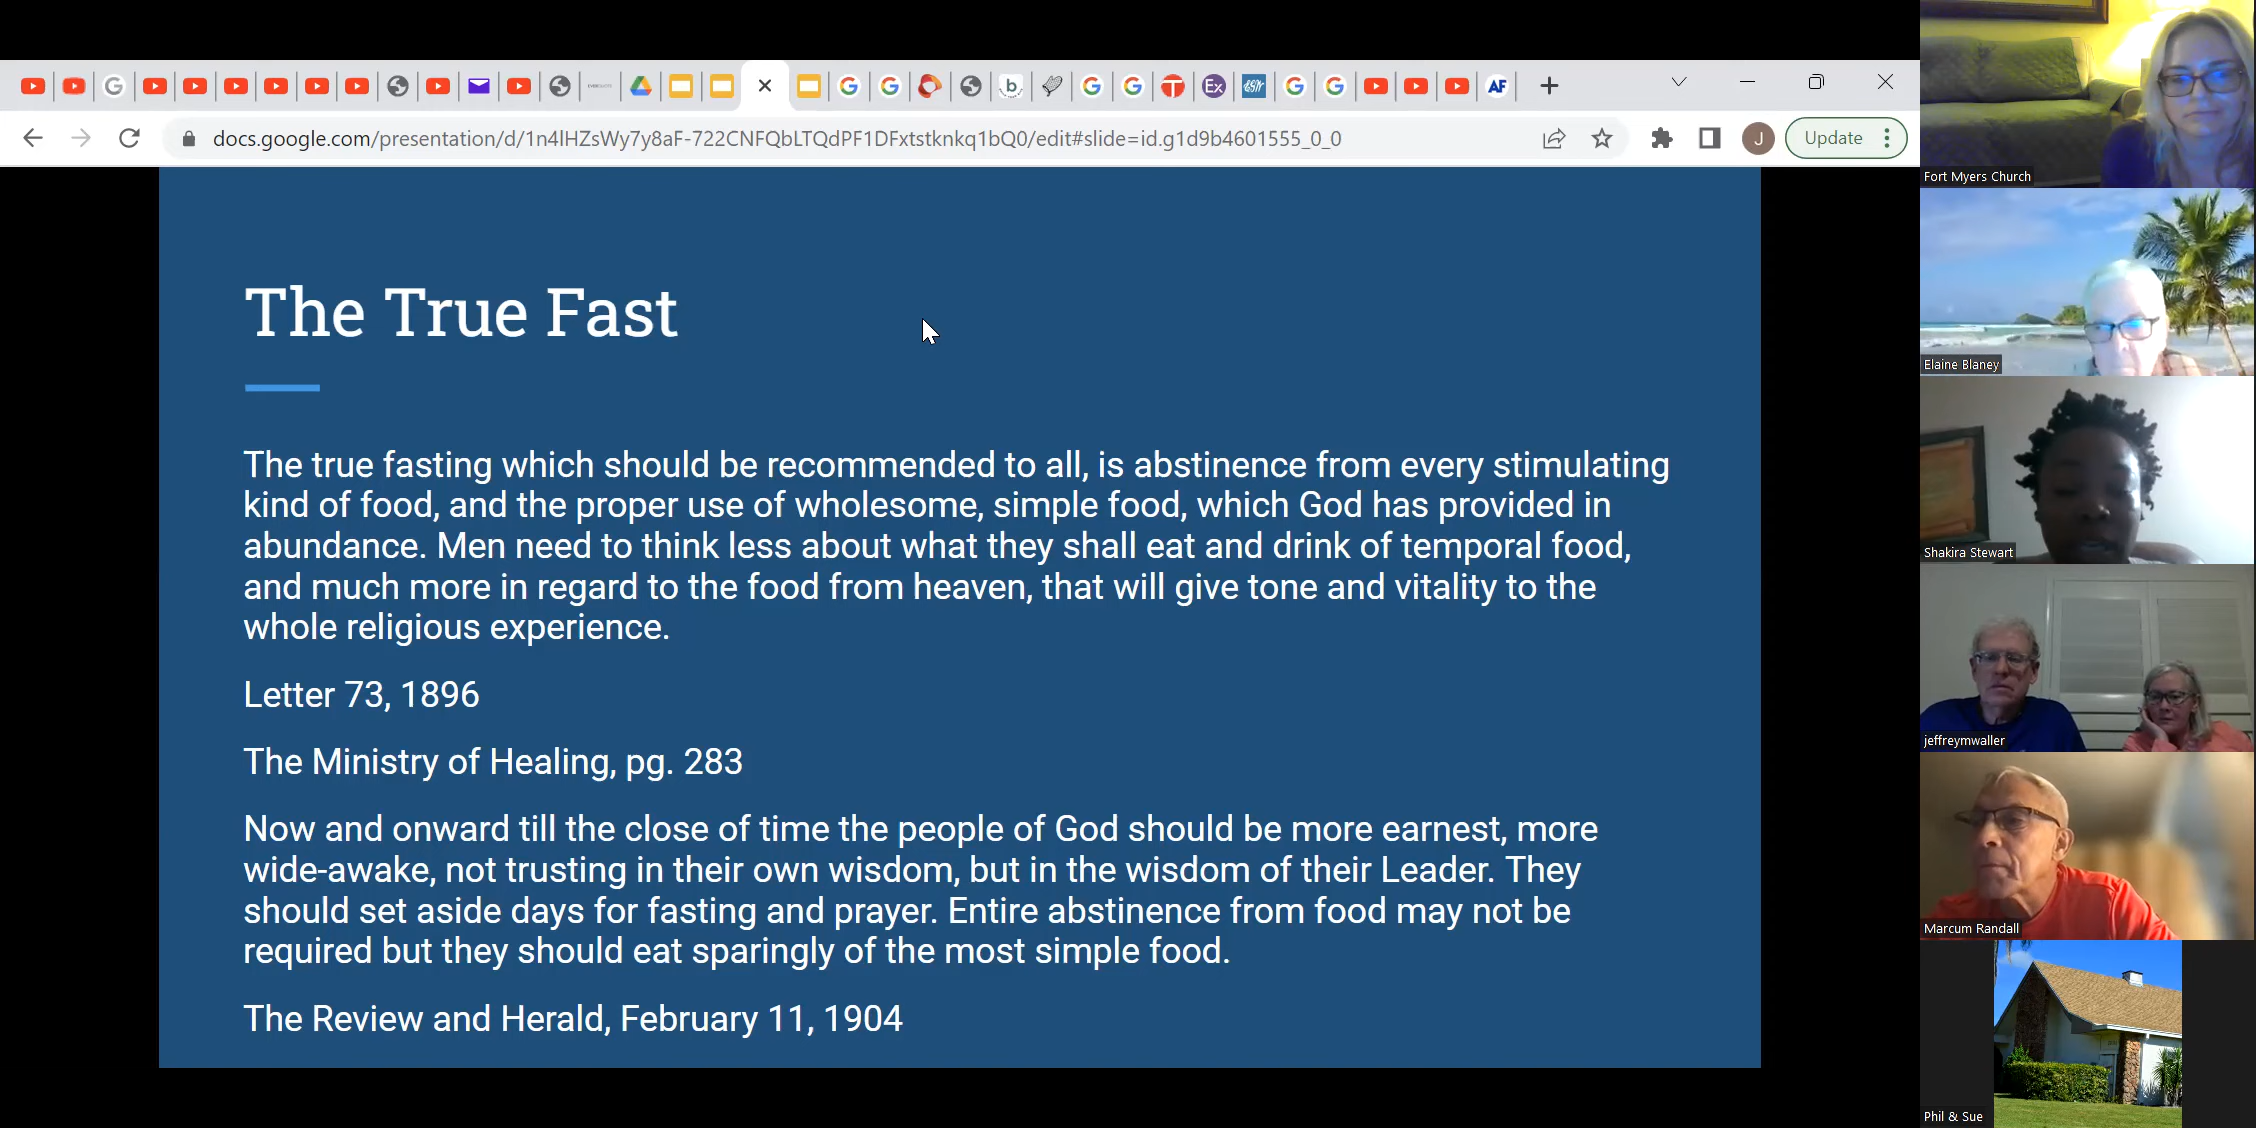 docs.google.com/presentation/d/1n4lHZsWy7y8aF-722CNFQbLTQdPF1DFxtstknkq1bQ0/edit#slide=id.g1d9b4601555_0_0
J
Update
b
Ex
AF
The True Fast
The true fasting which should be recommended to all, is abstinence from every stimulating
kind of food, and the proper use of wholesome, simple food, which God has provided in
abundance. Men need to think less about what they shall eat and drink of temporal food,
and much more in regard to the food from heaven, that will give tone and vitality to the
whole religious experience.
Letter 73, 1896
The Ministry of Healing, pg. 283
Now and onward till the close of time the people of God should be more earnest, more
wide-awake, not trusting in their own wisdom, but in the wisdom of their Leader. They
should set aside days for fasting and prayer. Entire abstinence from food may not be
required but they should eat sparingly of the most simple food.
The Review and Herald, February 11, 1904
Fort Myers Church
Elaine Blaney
Shakira Stewart
jeffreymwaller
Marcum Randall
Phil & Sue